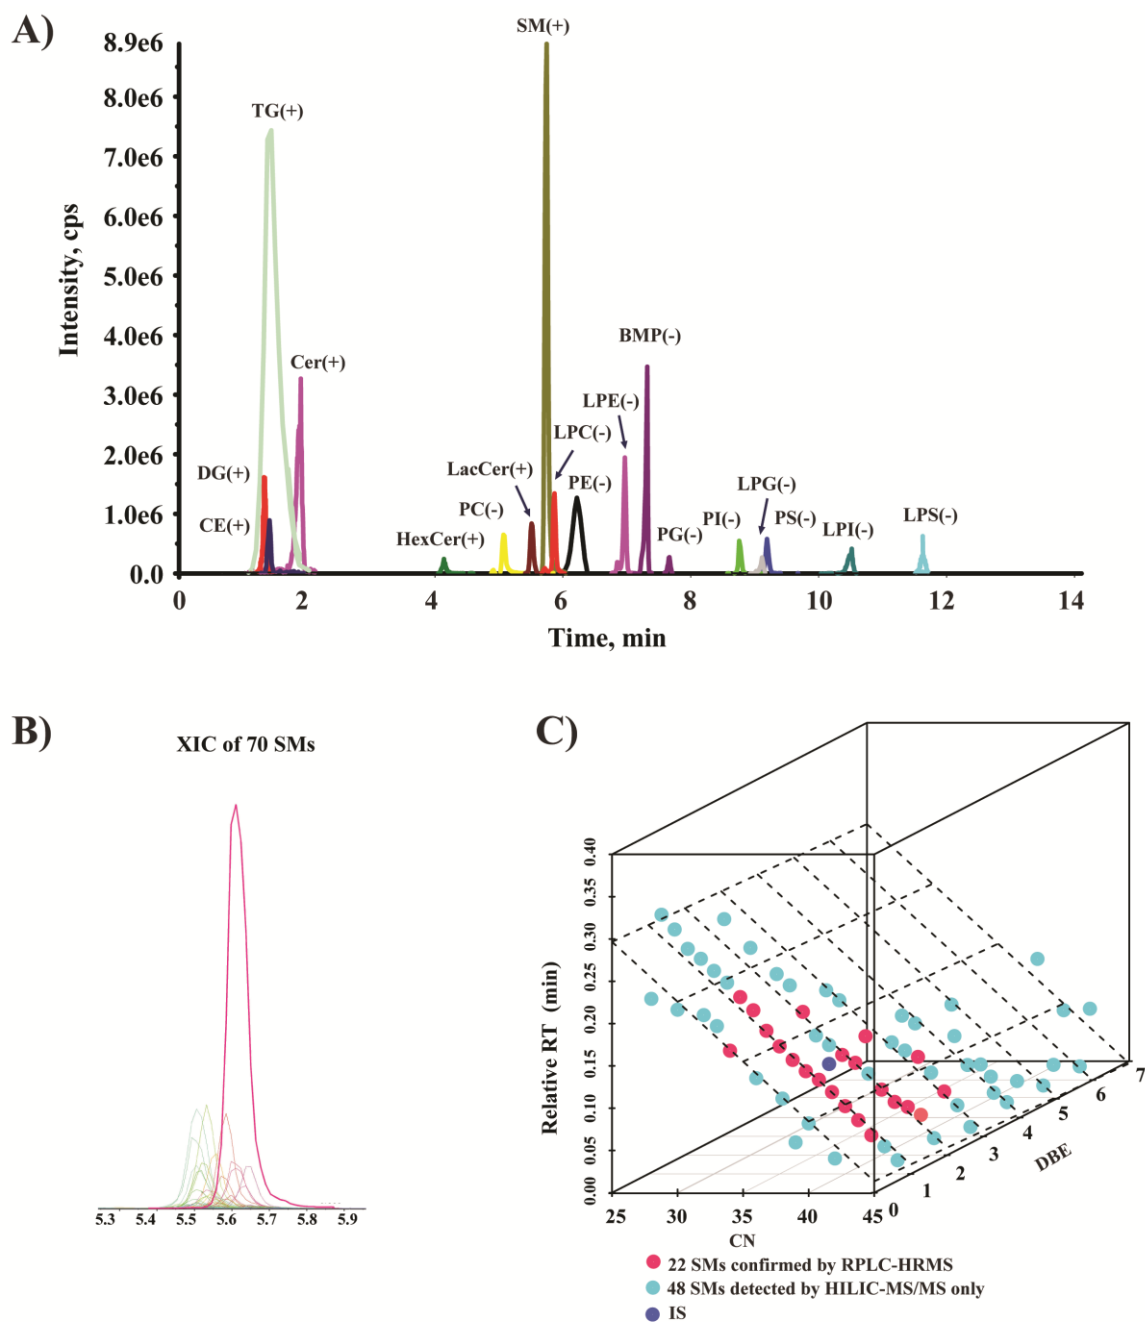 A)
8.9e6
8.0e6
7.0e6
6.0e6
5.0e6
4.0e6
3.0e6
2.0e6
1.0e6
0.0
Intensity, cps
SM(+)
TG(+)
Cer(+)
BMP(-)
LPE(-)
LPC(-)
DG(+)
LacCer(+)
PE(-)
LPG(-)
CE(+)
PC(-)
HexCer(+)
PG(-)
PI(-)
PS(-)
LPI(-)
LPS(-)
0 2 4 6 8 10 12 14
Time, min
B)
XIC of 70 SMs
5.3 5.4 5.5 5.6 5.7 5.8 5.9
C)
0.40
0.35
0.30
0.25
0.20
0.15
0.10
0.05
0.00
Relative RT (min)
25 30 35 40 45
CN
0 1 2 3 4 5 6 7
DBE
22 SMs confirmed by RPLC-HRMS
48 SMs detected by HILIC-MS/MS only
IS